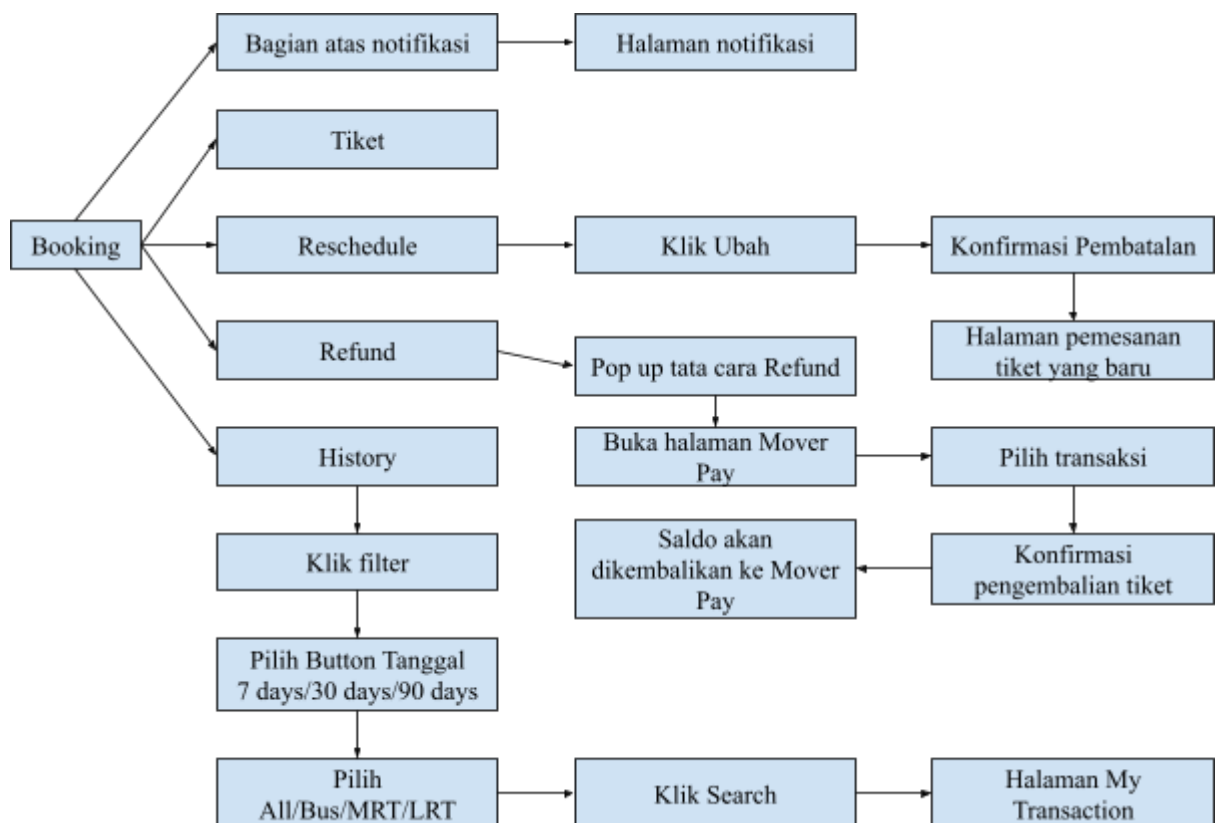 Bagian atas notifikasi
Halaman notifikasi
Tiket
Booking
Reschedule
Klik Ubah
Konfirmasi Pembatalan
Refund
Pop up tata cara Refund
Halaman pemesanan
tiket yang baru
History
Buka halaman Mover
Pay
Pilih transaksi
Klik filter
Saldo akan
dikembalikan ke Mover
Pay
Konfirmasi
pengembalian tiket
Pilih Button Tanggal
7 days/30 days/90 days
Pilih
All/Bus/MRT/LRT
Klik Search
Halaman My
Transaction